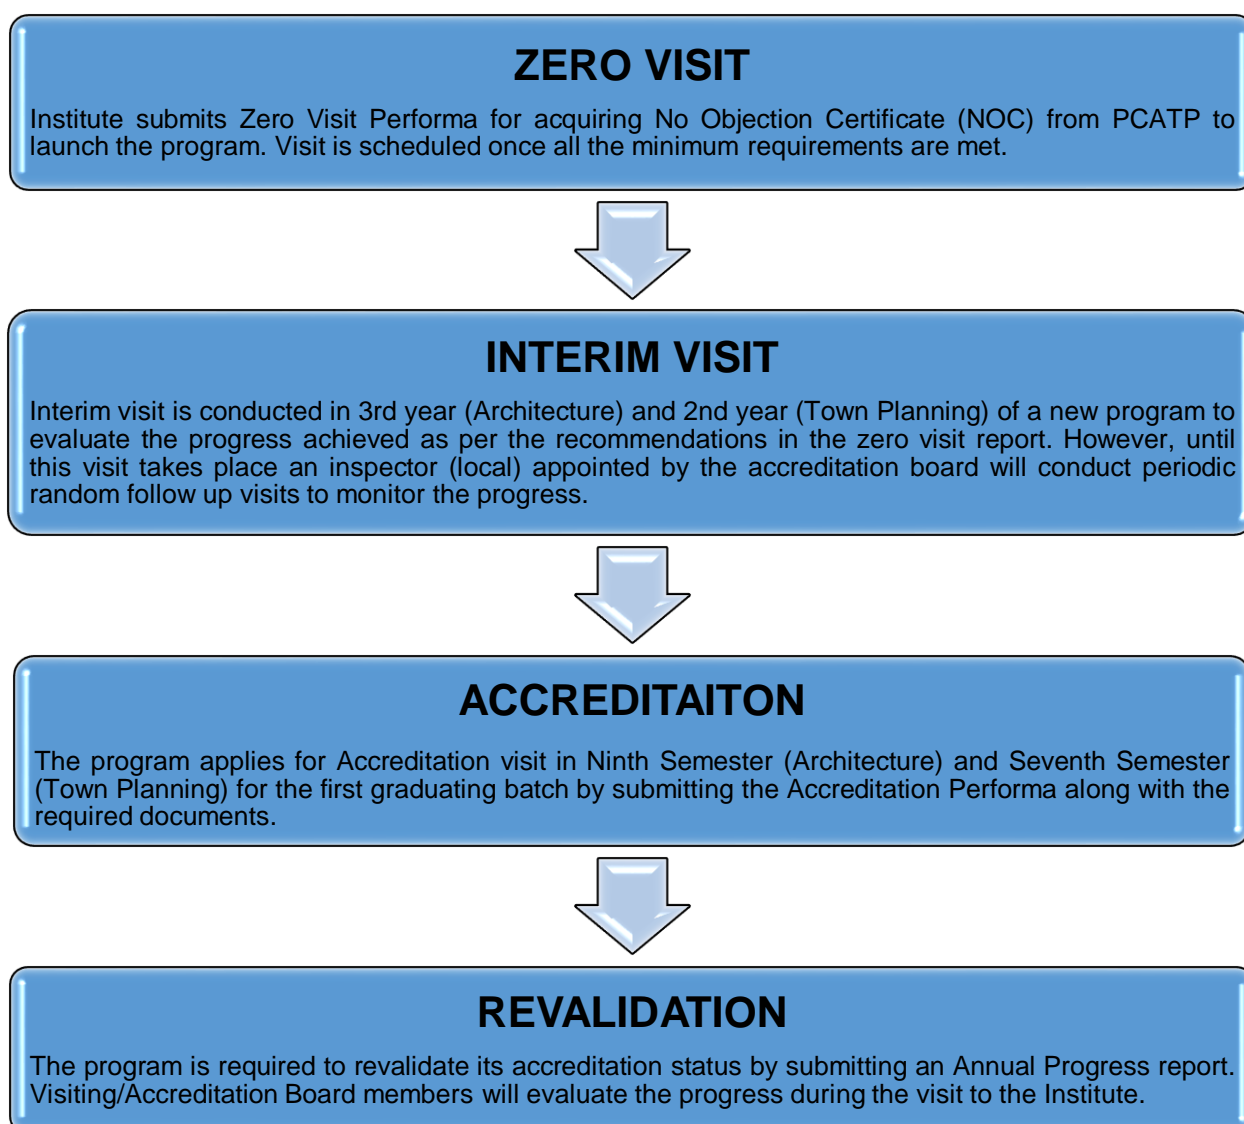 ZERO VISIT
Institute submits Zero Visit Performa for acquiring No Objection Certificate (NOC) from PCATP to
launch the program. Visit is scheduled once all the minimum requirements are met.
INTERIM VISIT
Interim visit is conducted in 3rd year (Architecture) and 2nd year (Town Planning) of a new program to
evaluate the progress achieved as per the recommendations in the zero visit report. However, until
this visit takes place an inspector (local) appointed by the accreditation board will conduct periodic
random follow up visits to monitor the progress.
ACCREDITAITON
The program applies for Accreditation visit in Ninth Semester (Architecture) and Seventh Semester
(Town Planning) for the first graduating batch by submitting the Accreditation Performa along with the
required documents.
REVALIDATION
The program is required to revalidate its accreditation status by submitting an Annual Progress report.
Visiting/Accreditation Board members will evaluate the progress during the visit to the Institute.